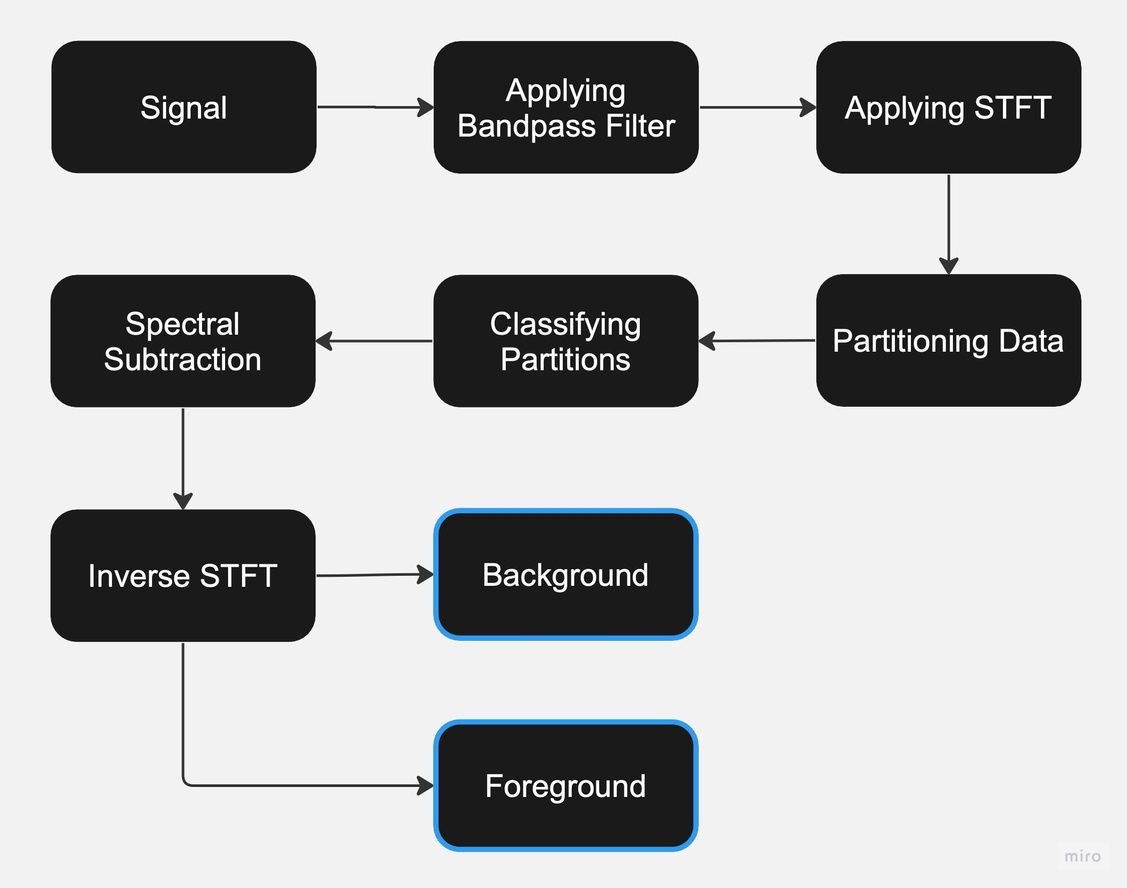 Signal
Applying
Bandpass Filter
Applying STFT
Spectral
Subtraction
Classifying
Partitions
Partitioning Data
Inverse STFT
Background
Foreground
miro